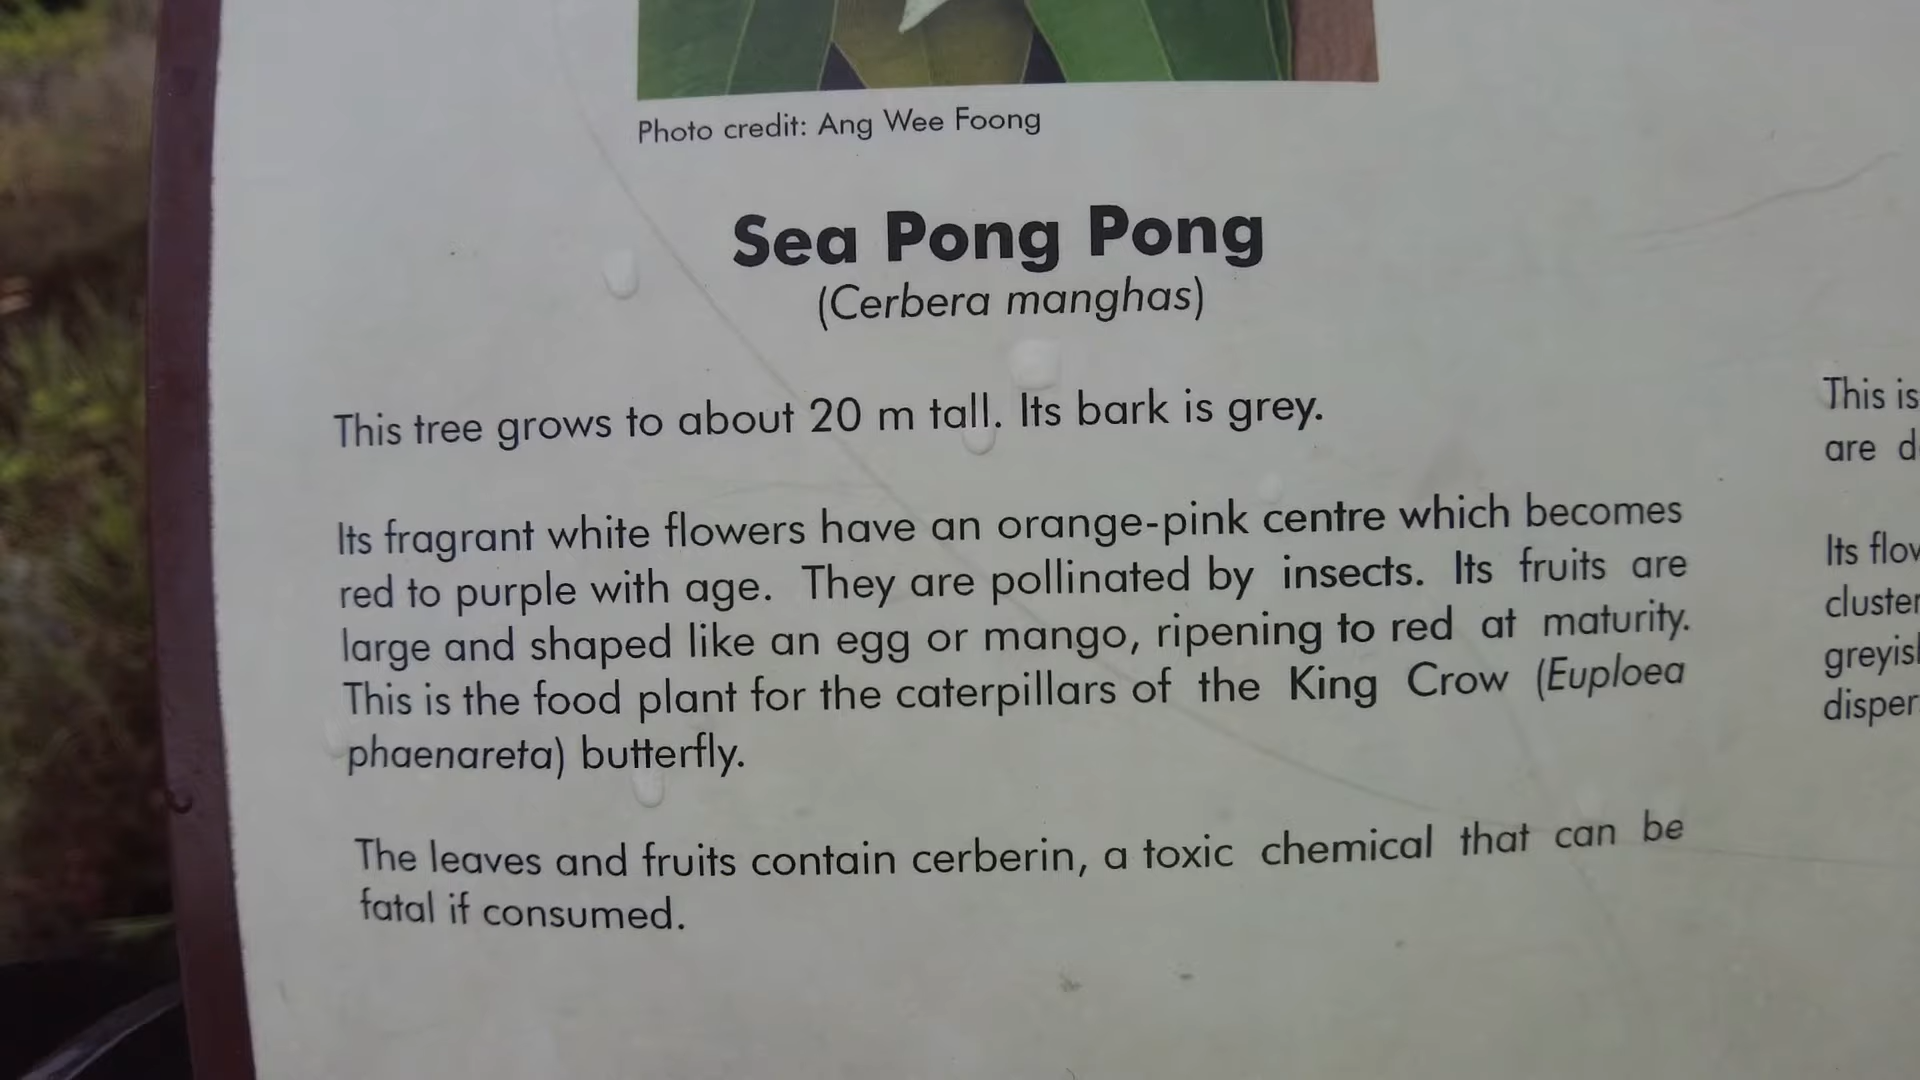 Photo credit: Ang Wee Foong
Sea Pong Pong
(Cerbera manghas)
This tree grows to about 20 m tall. Its bark is grey.
Its fragrant white flowers have an orange-pink centre which becomes
red to purple with age. They are pollinated by insects. Its fruits are
large and shaped like an egg or mango, ripening to red at maturity.
This is the food plant for the caterpillars of the King Crow (Euploea
phaenareta) butterfly.
The leaves and fruits contain cerberin, a toxic chemical that can be
fatal if consumed.
This is
are
Its